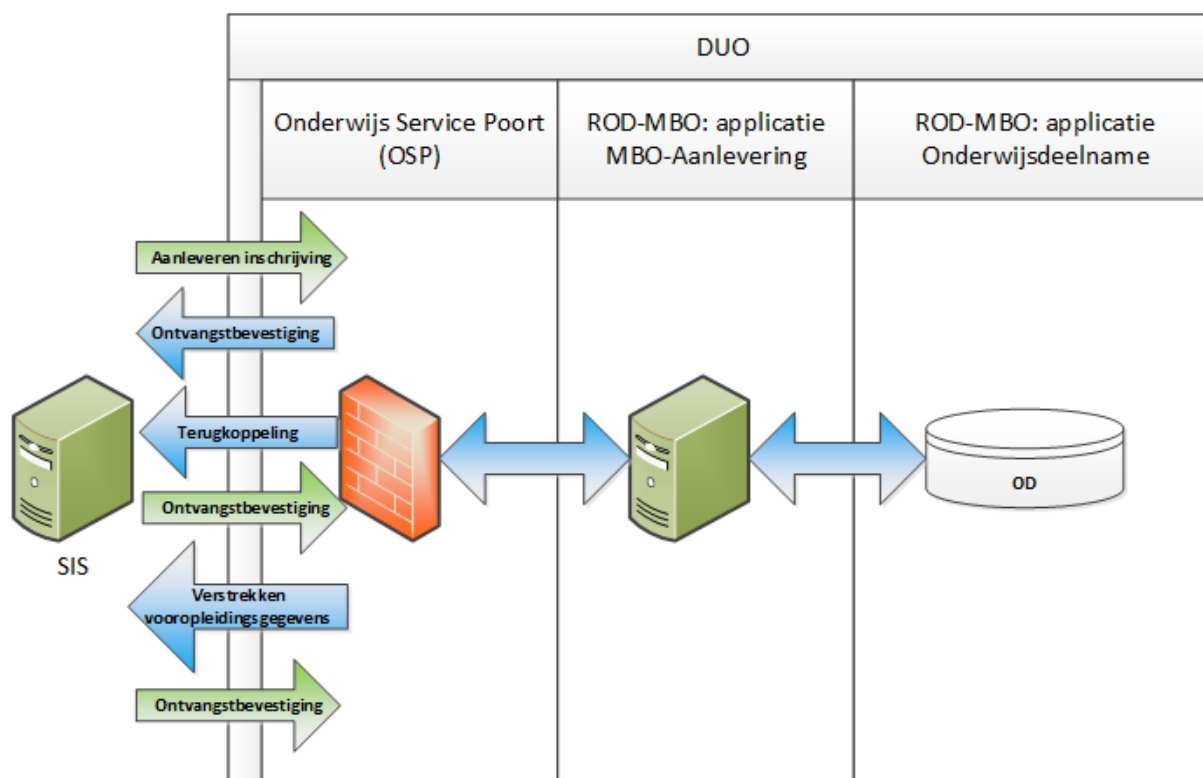 DUO
Onderwijs Service Poort
(OSP)
ROD-MBO: applicatie
MBO-Aanlevering
ROD-MBO: applicatie
Onderwijsdeelname
Aanleveren inschrijving
Ontvangstbevestiging
Terugkoppeling
Ontvangstbevestiging
SIS
OD
Verstrekken
vooropleidingsgegevens
Ontvangstbevestiging